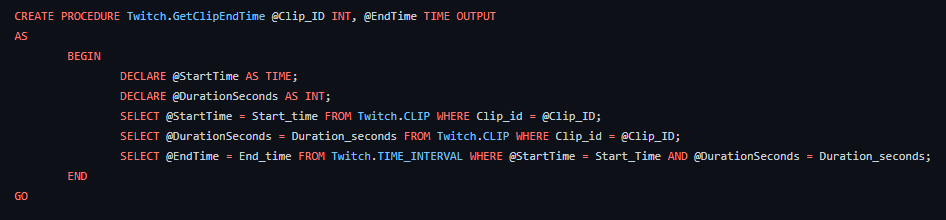 CREATE PROCEDURE Twitch.GetClipEndTime @Clip_ID INT, @EndTime TIME OUTPUT
AS
BEGIN
DECLARE @StartTime AS TIME;
DECLARE @DurationSeconds AS INT;
SELECT @StartTime = Start_time FROM Twitch.CLIP WHERE Clip_id = @Clip_ID;
SELECT @DurationSeconds = Duration_seconds FROM Twitch.CLIP WHERE Clip_id = @Clip_ID;
SELECT @EndTime = End_time FROM Twitch.TIME_INTERVAL WHERE @StartTime = Start_Time AND @DurationSeconds = Duration_seconds;
END
GO